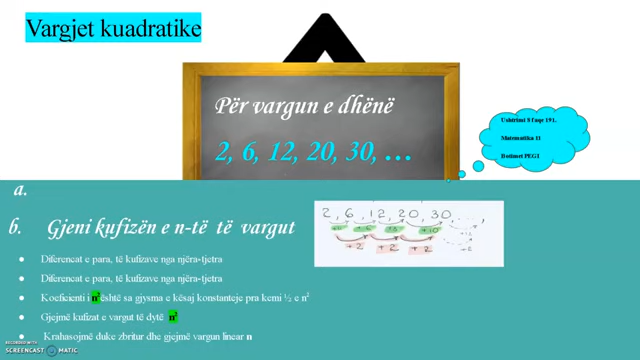 Vargjet kuadratike
Për vargun e dhënë
2, 6, 12, 20, 30, …
Ushtrimi 8 faqe 191.
Matematika 11
Botimet PEGI
a.
b. Gjeni kufizën e n-të të vargut
2, 6, 12, 20, 30, . . . ,
+6 +8 +10
+2 +2 +2 +2
● Diferencat e para, të kufizave nga njëra-tjetra
● Diferencat e para, të kufizave nga njëra-tjetra
● Koeficienti i n² është sa gjysma e kësaj konstanteje pra kemi ½ e n²
● Gjejmë kufizat e vargut të dytë n²
● Krahasojmë duke zbritur dhe gjejmë vargun linear n
RECORDED WITH
SCREENCAST MATIC